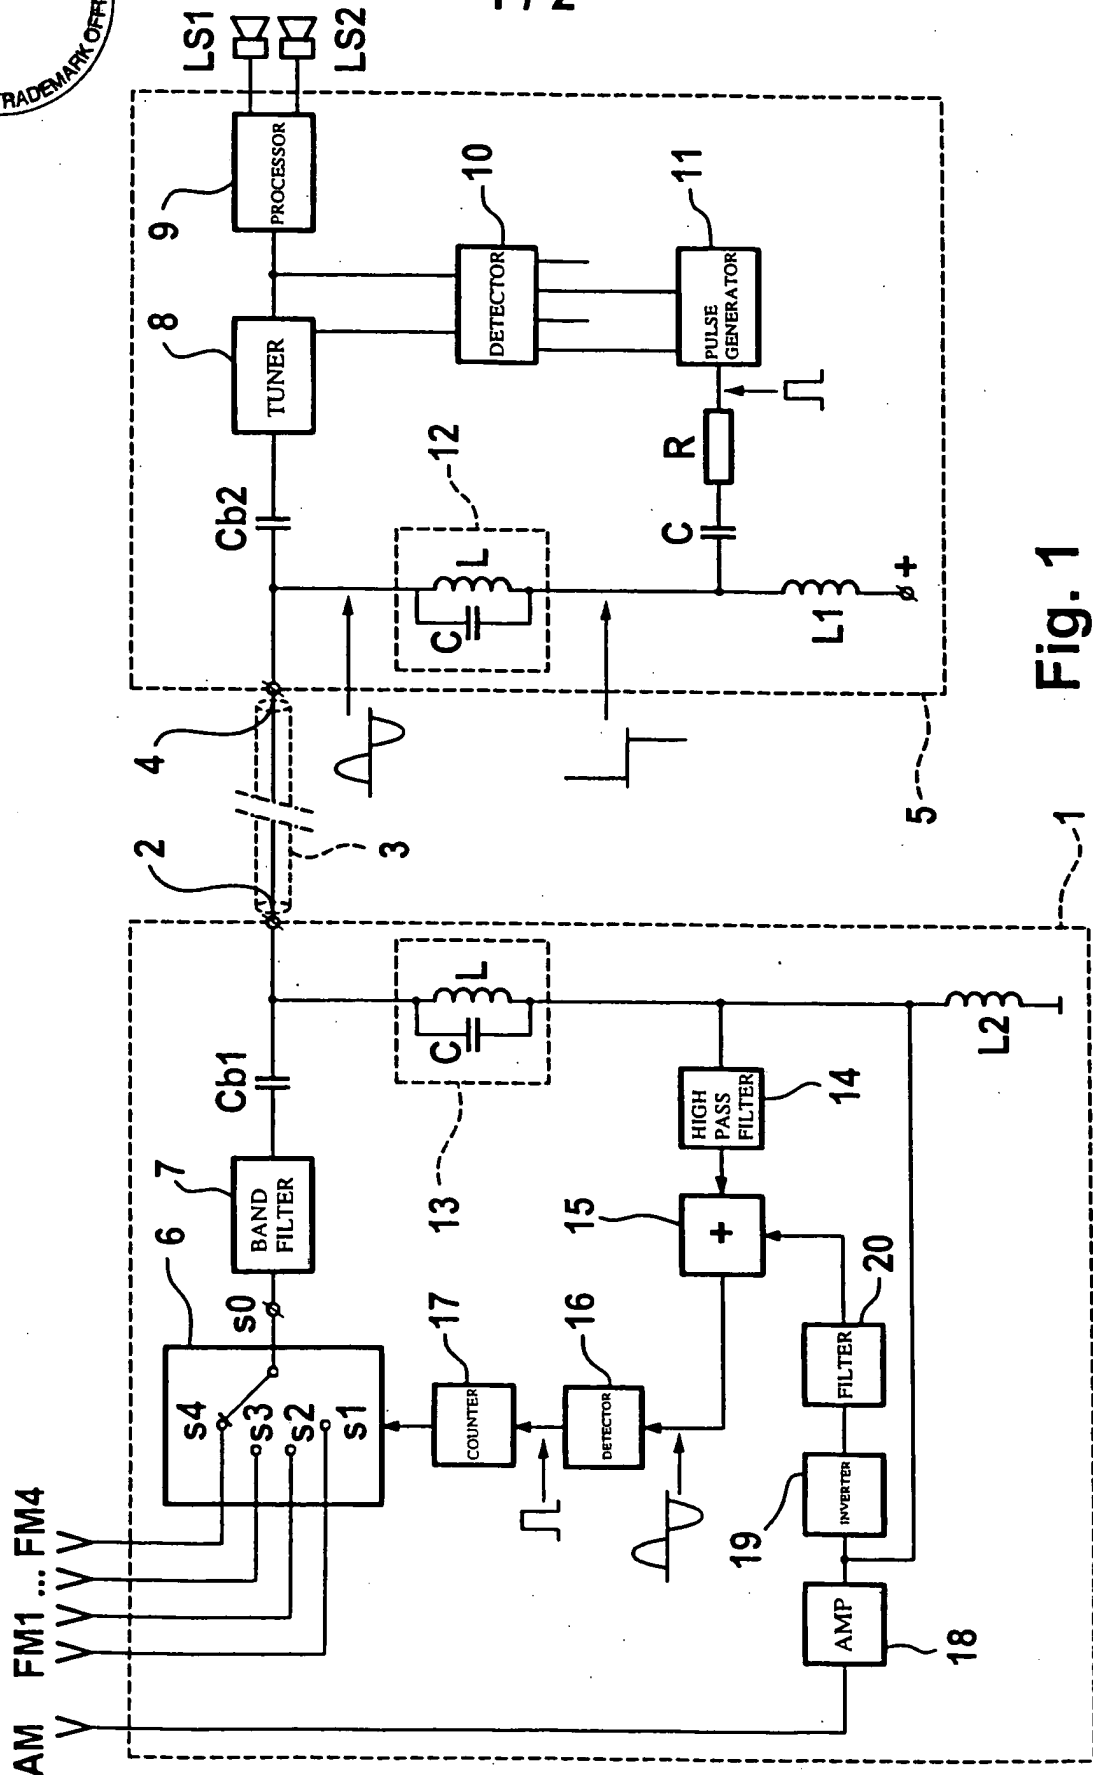 TRADEMARK OFFI
1 / 2
AM
FM1 ... FM4
6
7
s4
s3
s2
s1
s0
BAND
FILTER
Cb1
2
3
4
Cb2
8
TUNER
9
PROCESSOR
LS1
LS2
17
COUNTER
16
DETECTOR
15
+
13
C
L
14
HIGH
PASS
FILTER
18
AMP
19
INVERTER
20
FILTER
L2
1
12
C
L
10
DETECTOR
11
PULSE
GENERATOR
R
C
L1
+
5
Fig. 1